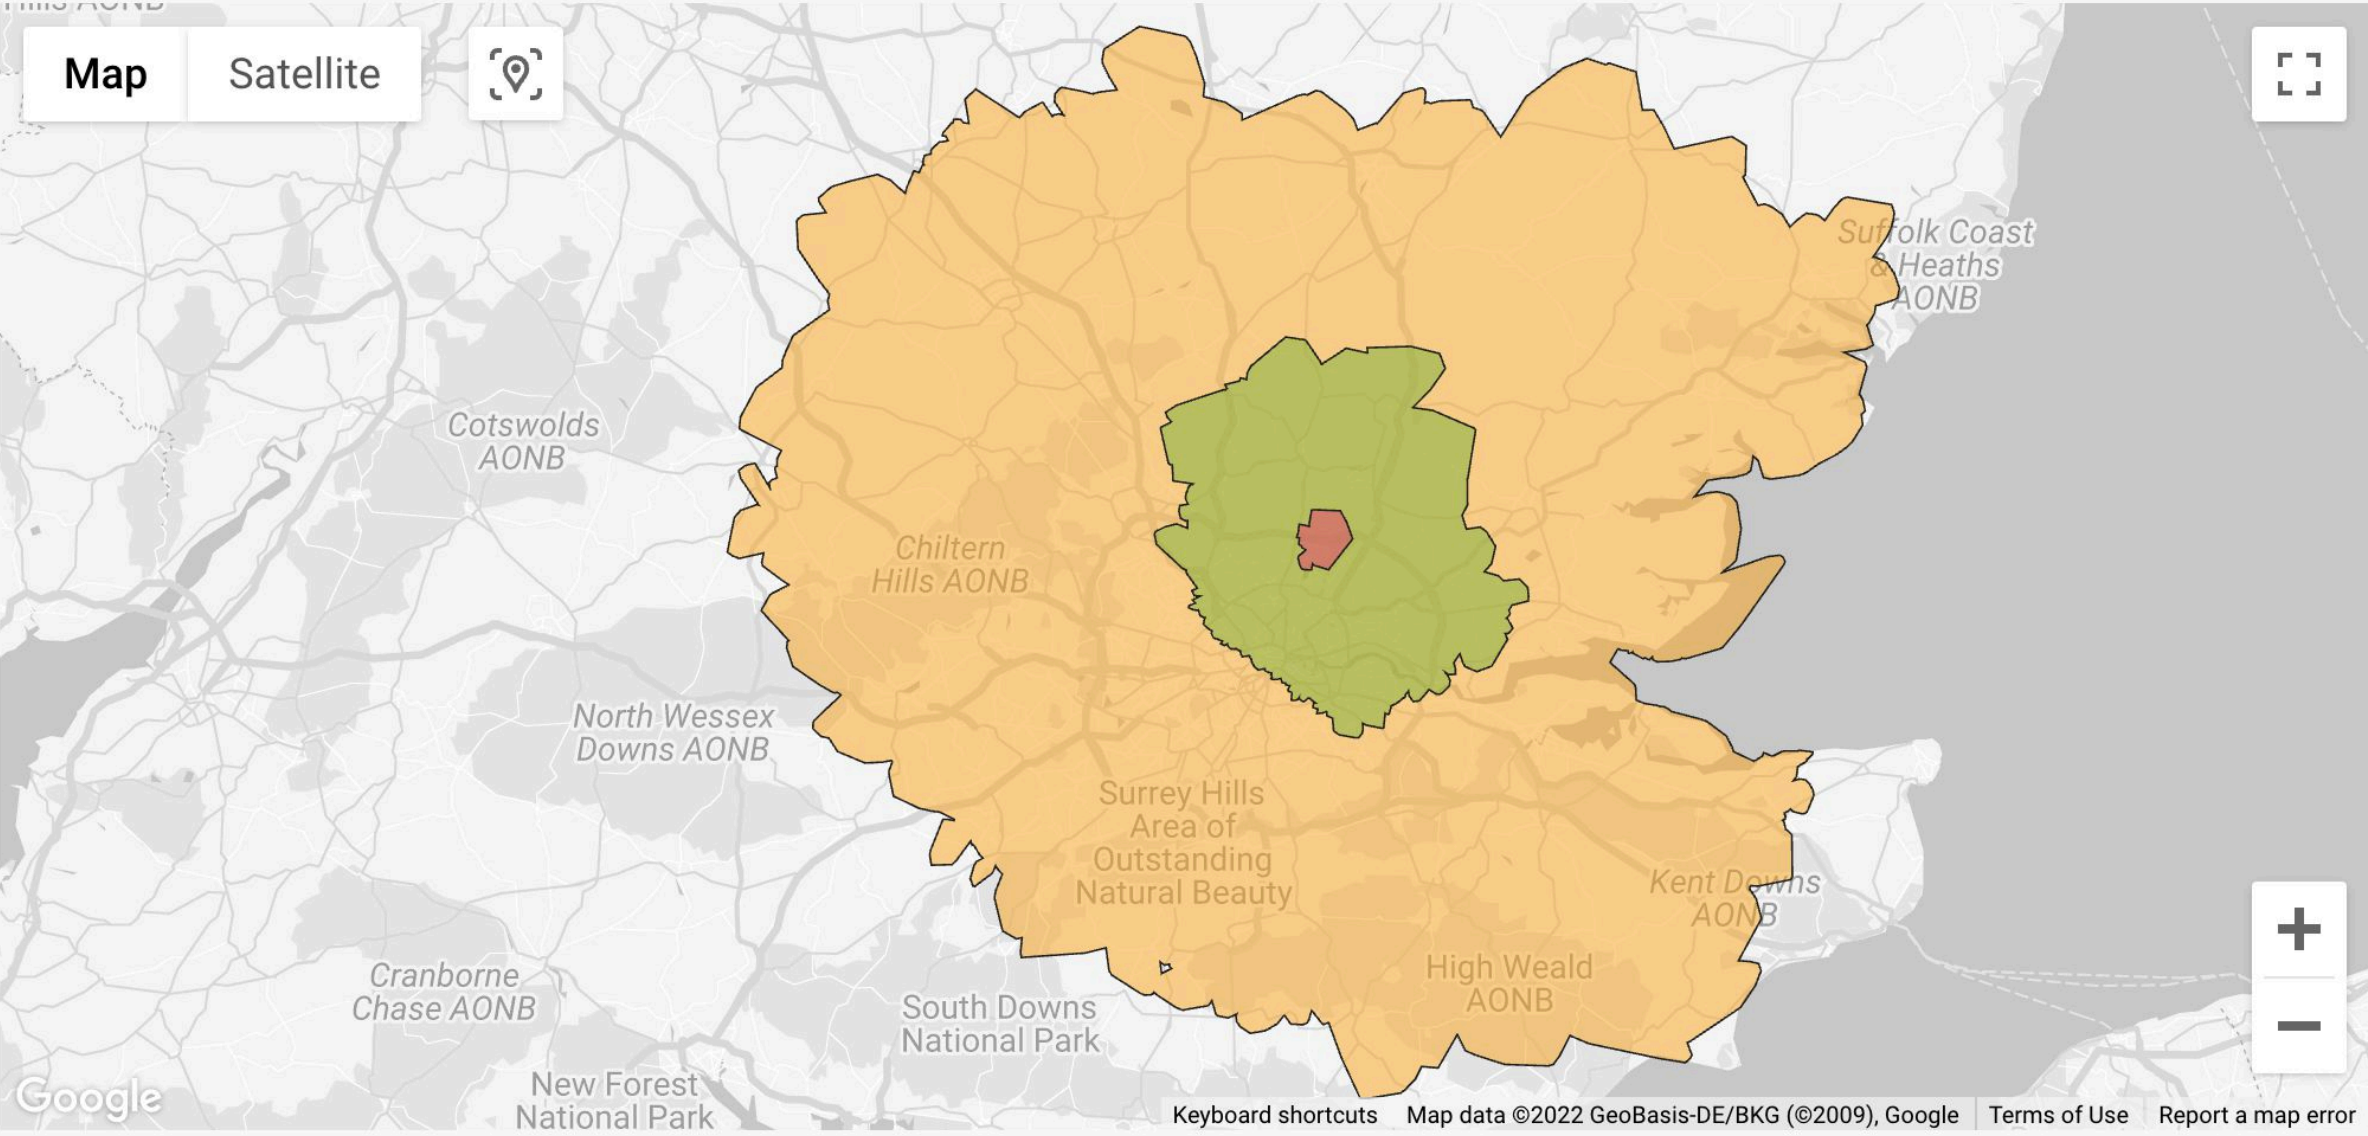 Hills AONB
Map
Satellite
Suffolk Coast
& Heaths
AONB
Cotswolds
AONB
Chiltern
Hills AONB
North Wessex
Downs AONB
Surrey Hills
Area of
Outstanding
Natural Beauty
Kent Downs
AONB
High Weald
AONB
Cranborne
Chase AONB
South Downs
National Park
New Forest
National Park
Google
Keyboard shortcuts
Map data ©2022 GeoBasis-DE/BKG (©2009), Google
Terms of Use
Report a map error